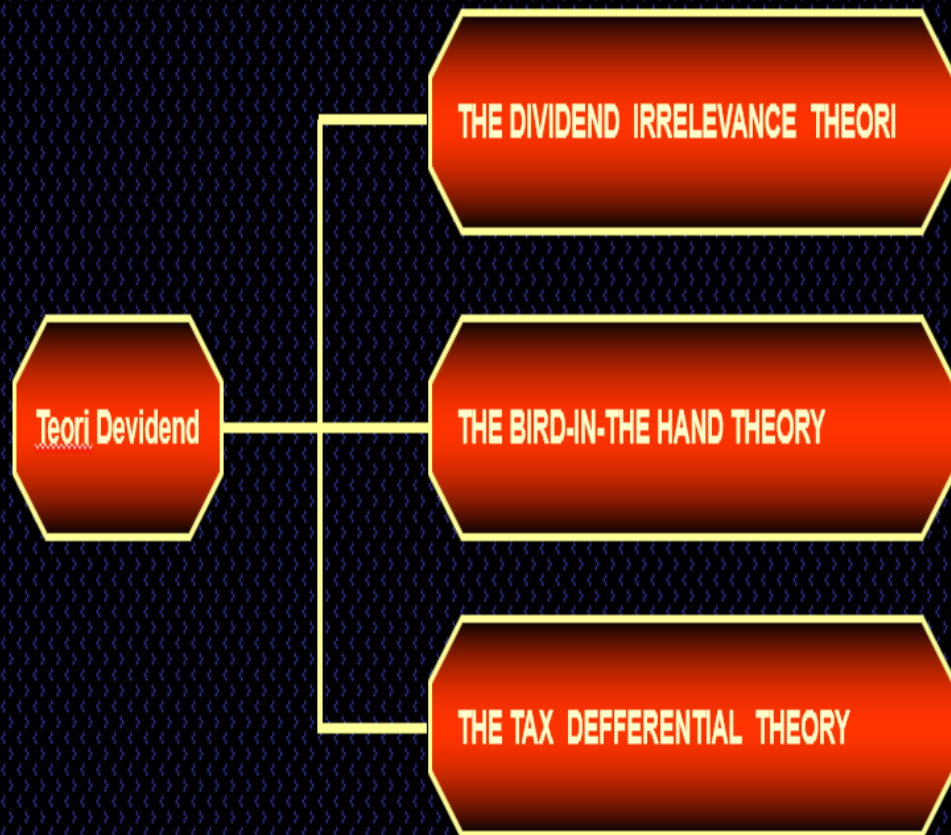 THE DIVIDEND IRRELEVANCE THEORI
Teori Devidend
THE BIRD-IN-THE HAND THEORY
THE TAX DEFFERENTIAL THEORY